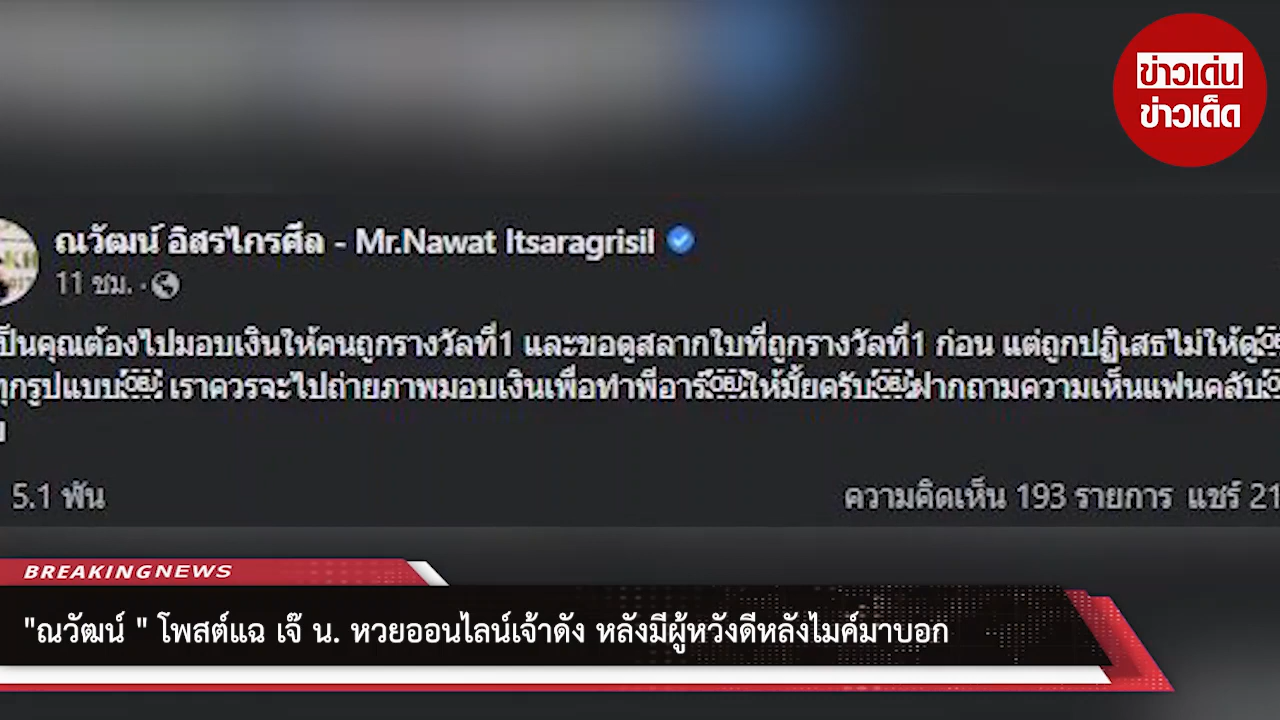 ข่าวเด่น
ข่าวเด็ด
ณวัฒน์ อิสรไกรศีล - Mr.Nawat Itsaragrisil
11 ชม.
เป็นคุณต้องไปมอบเงินให้คนถูกรางวัลที่1 และขอดูสลากใบที่ถูกรางวัลที่1 ก่อน แต่ถูกปฏิเสธไม่ให้ดู
ทุกรูปแบบ เราควรจะไปถ่ายภาพมอบเงินเพื่อทำพีอาร์ให้มั้ยครับฝากถามความเห็นแฟนคลับ
5.1 พัน
ความคิดเห็น 193 รายการ แชร์ 21
BREAKINGNEWS
"ณวัฒน์ " โพสต์แฉ เจ๊ น. หวยออนไลน์เจ้าดัง หลังมีผู้หวังดีหลังไมค์มาบอก